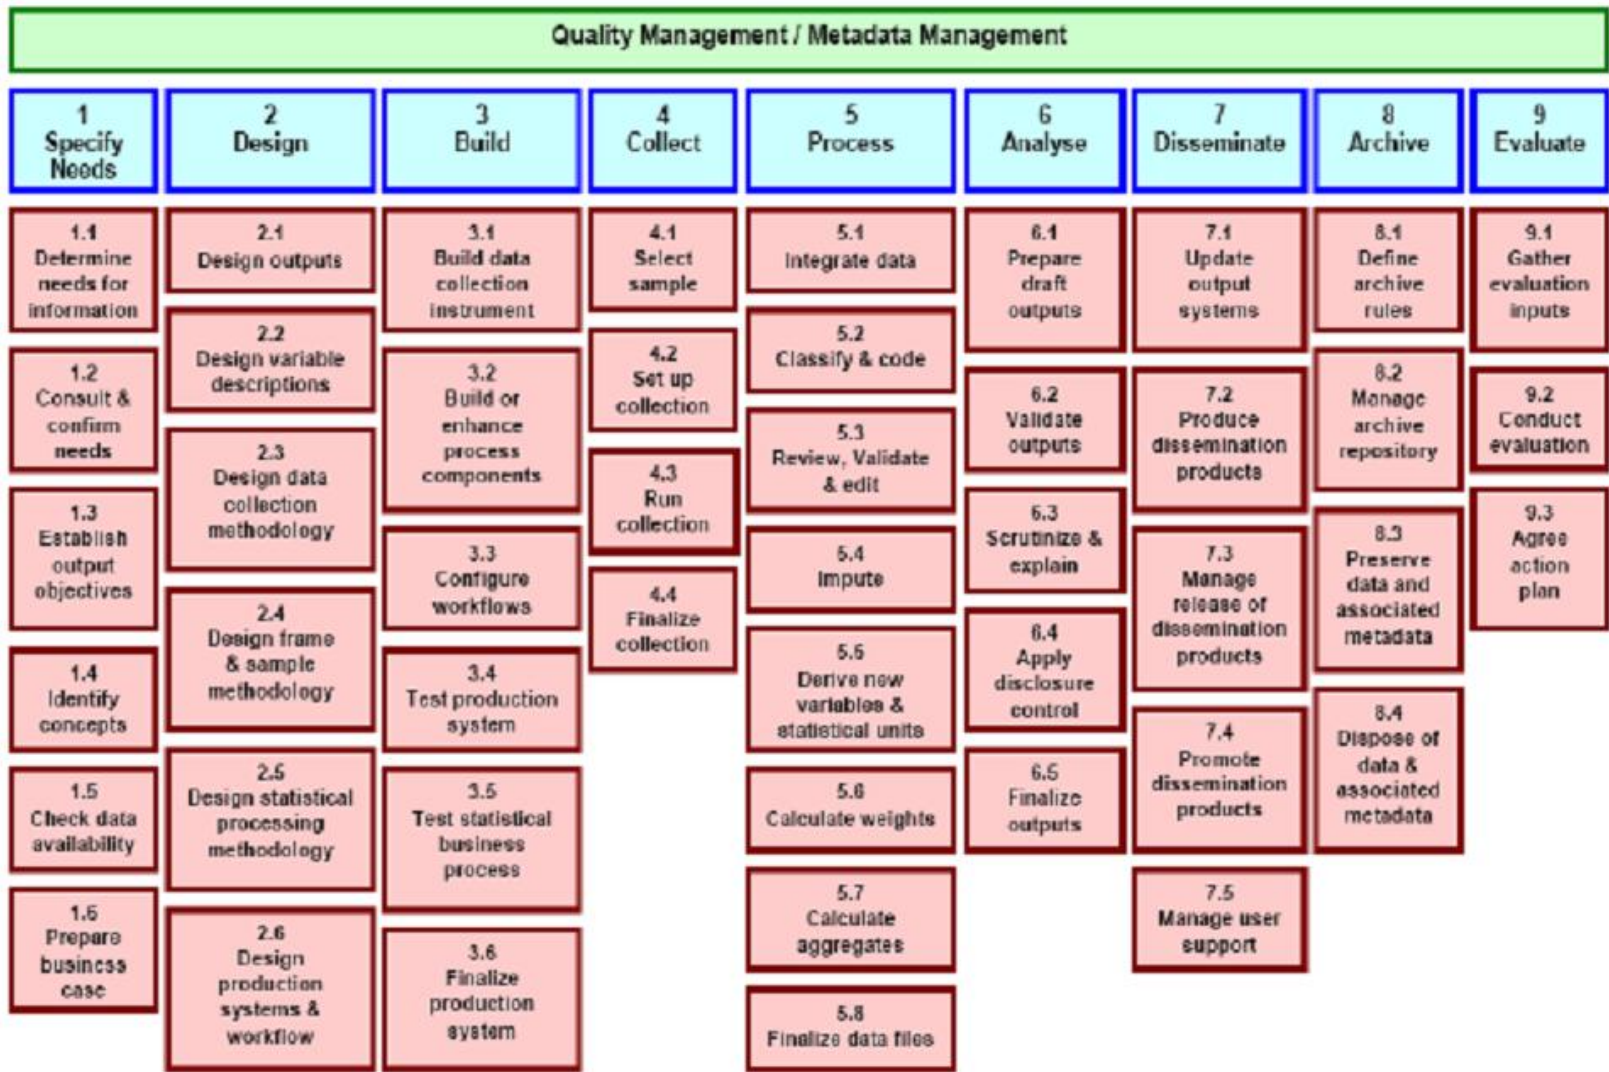 Quality Management / Metadata Management
1
Specify
Needs
2
Design
3
Build
4
Collect
5
Process
6
Analyse
7
Disseminate
8
Archive
9
Evaluate
1.1
Determine
needs for
information
1.2
Consult &
confirm
needs
1.3
Establish
output
objectives
1.4
Identify
concepts
1.5
Check data
availability
1.6
Prepare
business
case
2.1
Design outputs
2.2
Design variable
descriptions
2.3
Design data
collection
methodology
2.4
Design frame
& sample
methodology
2.5
Design statistical
processing
methodology
2.6
Design
production
systems &
workflow
3.1
Build data
collection
instrument
3.2
Build or
enhance
process
components
3.3
Configure
workflows
3.4
Test production
system
3.5
Test statistical
business
process
3.6
Finalize
production
system
4.1
Select
sample
4.2
Set up
collection
4.3
Run
collection
4.4
Finalize
collection
5.1
Integrate data
5.2
Classify & code
5.3
Review, Validate
& edit
5.4
Impute
5.5
Derive new
variables &
statistical units
5.6
Calculate weights
5.7
Calculate
aggregates
5.8
Finalize data files
6.1
Prepare
draft
outputs
6.2
Validate
outputs
6.3
Scrutinize &
explain
6.4
Apply
disclosure
control
6.5
Finalize
outputs
7.1
Update
output
systems
7.2
Produce
dissemination
products
7.3
Manage
release of
dissemination
products
7.4
Promote
dissemination
products
7.5
Manage user
support
8.1
Define
archive
rules
8.2
Manage
archive
repository
8.3
Preserve
data and
associated
metadata
8.4
Dispose of
data &
associated
metadata
9.1
Gather
evaluation
inputs
9.2
Conduct
evaluation
9.3
Agree
action
plan